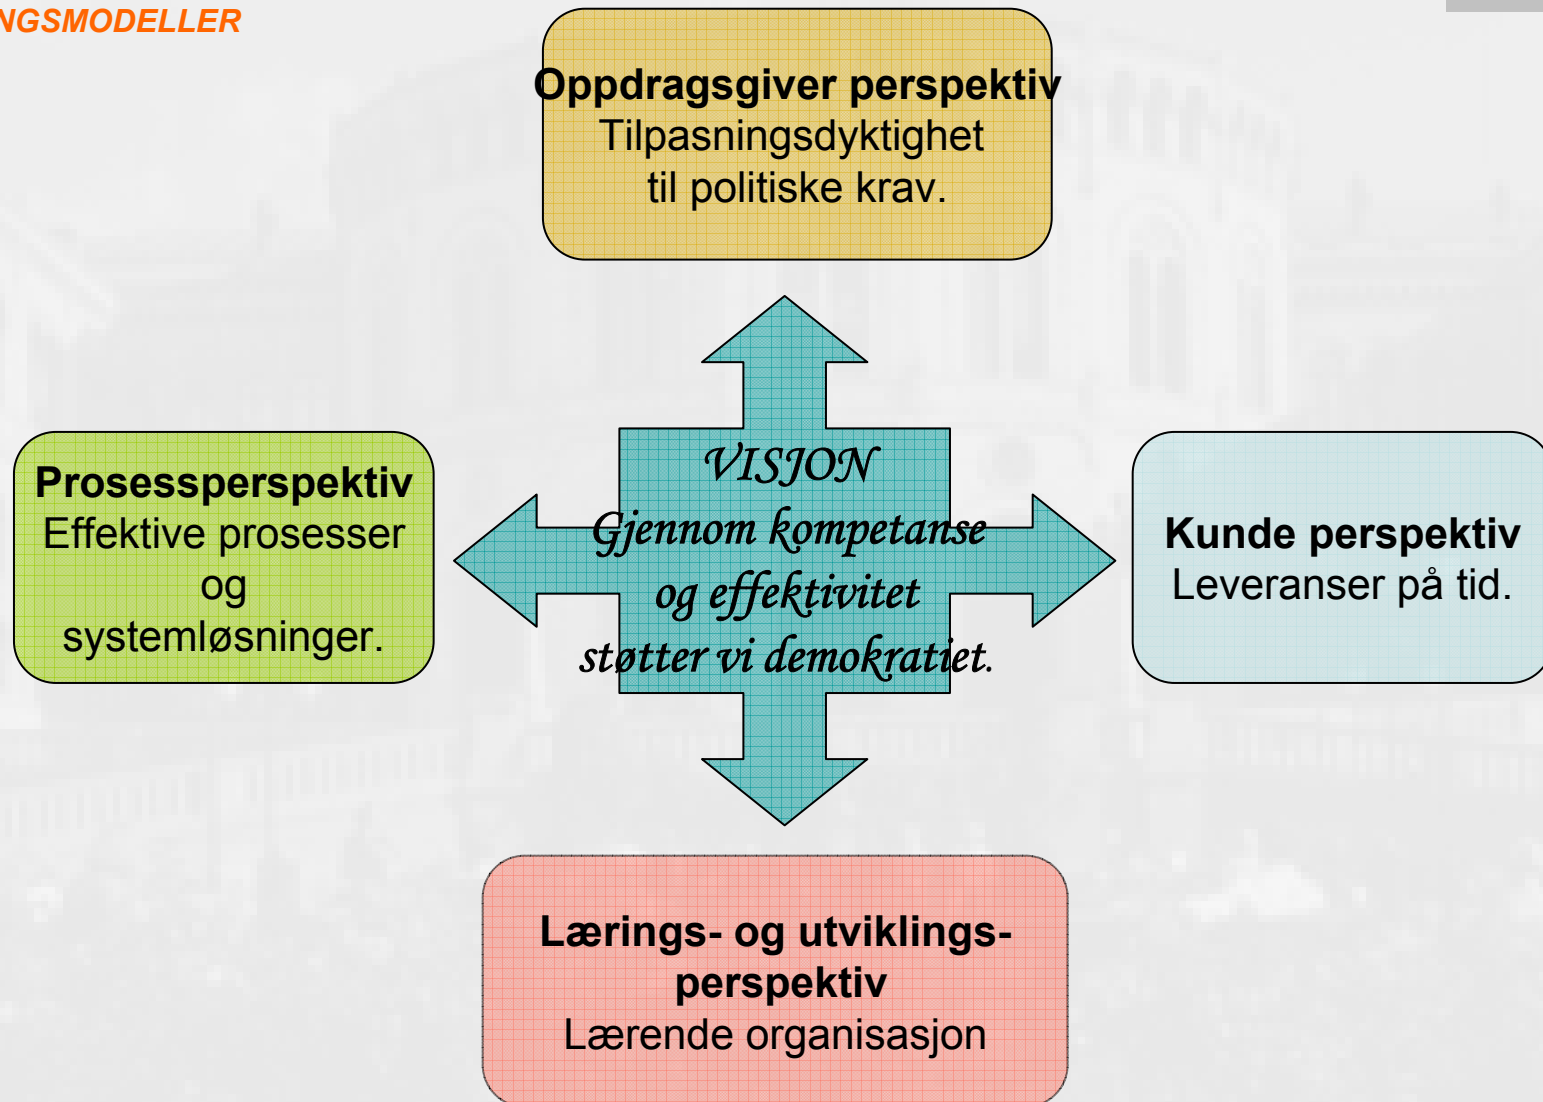 NGSMODELLER
Oppdragsgiver perspektiv
Tilpasningsdyktighet
til politiske krav.
Prosessperspektiv
Effektive prosesser
og
systemløsninger.
VISJON
Gjennom kompetanse
og effektivitet
støtter vi demokratiet.
Kunde perspektiv
Leveranser på tid.
Lærings- og utviklings-
perspektiv
Lærende organisasjon